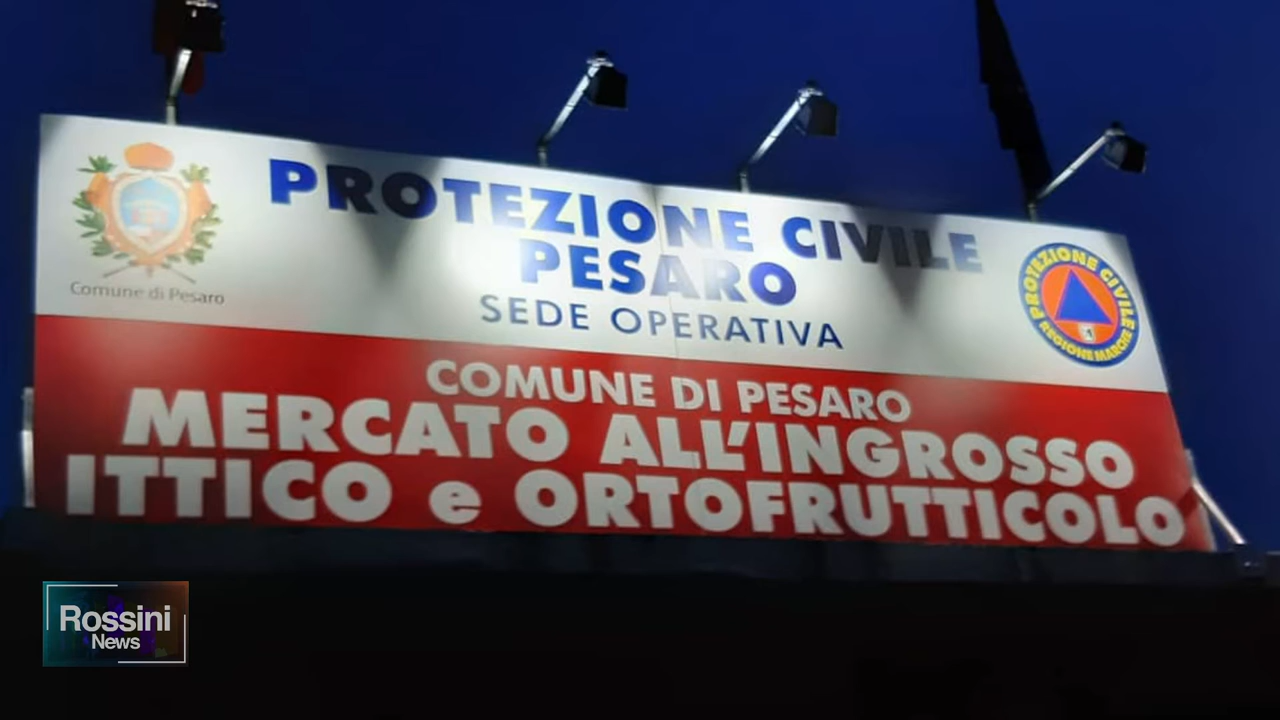 PROTEZIONE CIVILE
PESARO
SEDE OPERATIVA
Comune di Pesaro
PROTEZIONE CIVILE
REGIONE MARCHE
COMUNE DI PESARO
MERCATO ALL'INGROSSO
ITTICO e ORTOFRUTTICOLO
Rossini
News